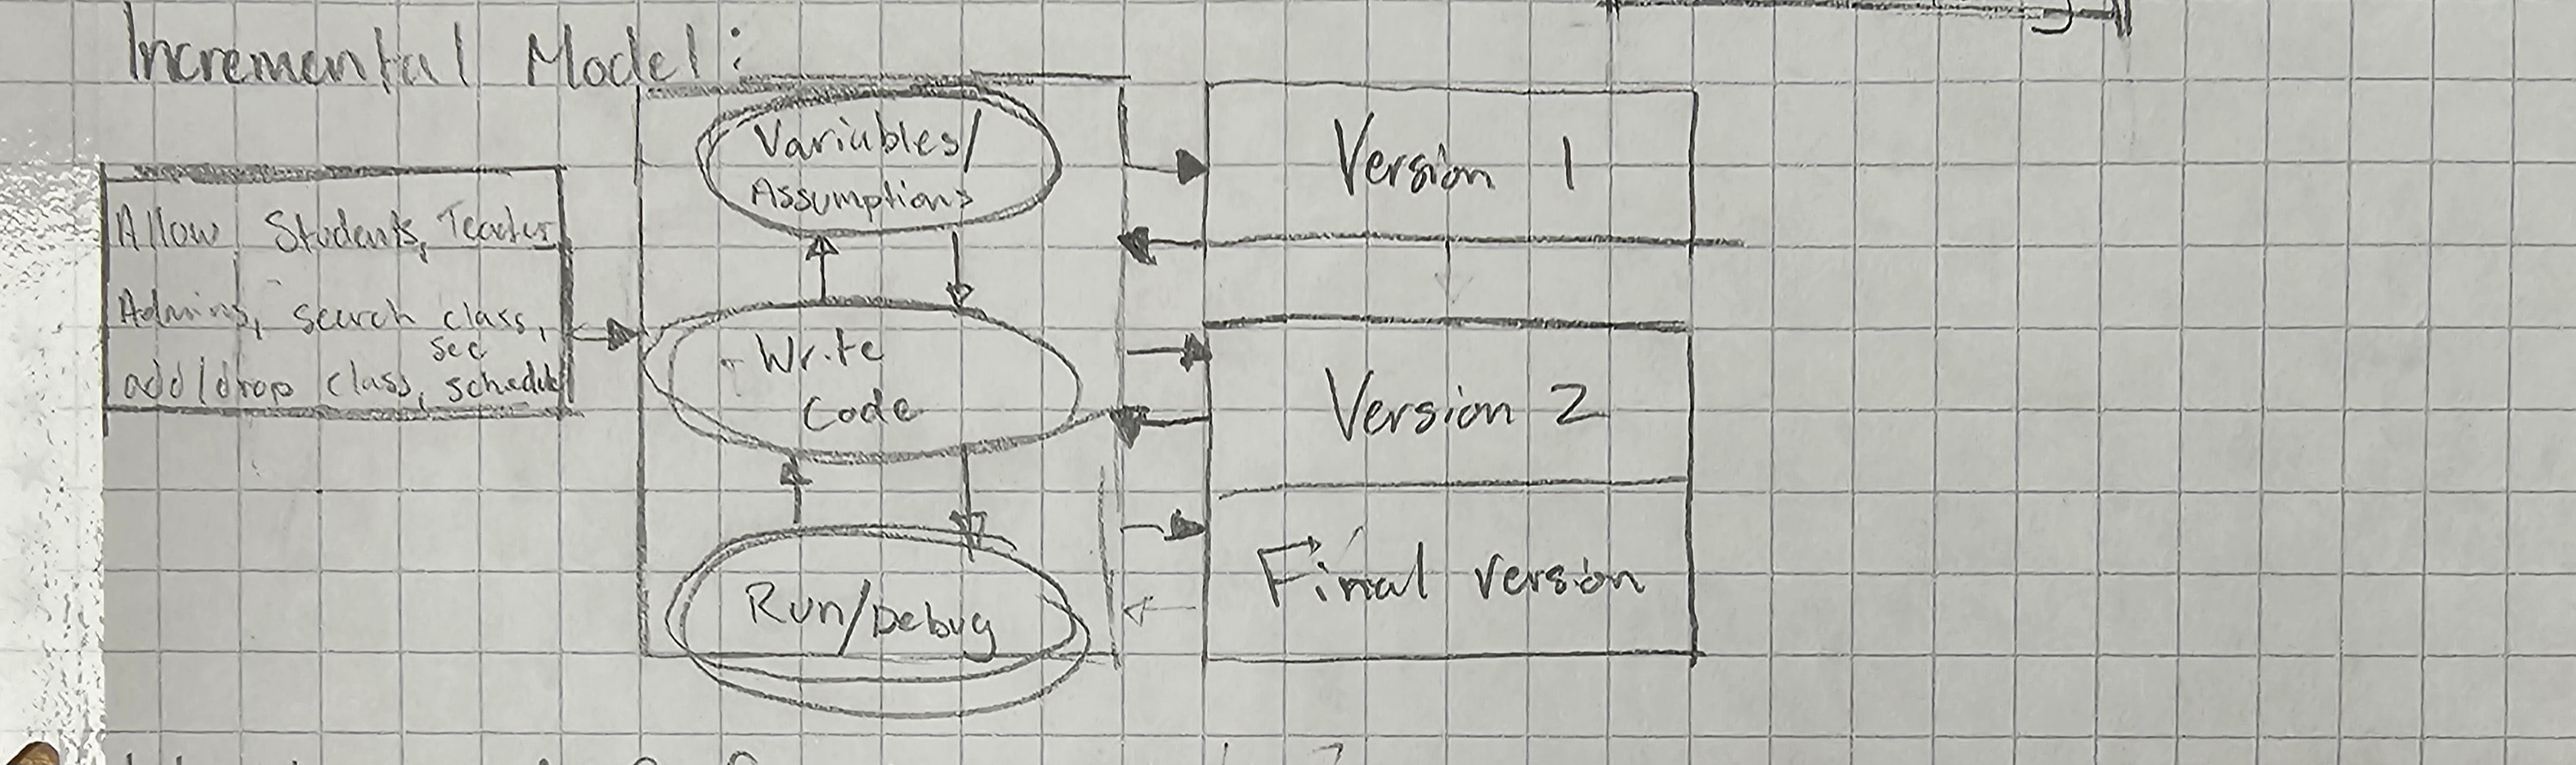 Incremental Model:
Allow Students, Teacher
Admins, search class,
see
add/drop class, schedule
Variables/
Assumptions
Write
Code
Run/Debug
Version 1
Version 2
Final version